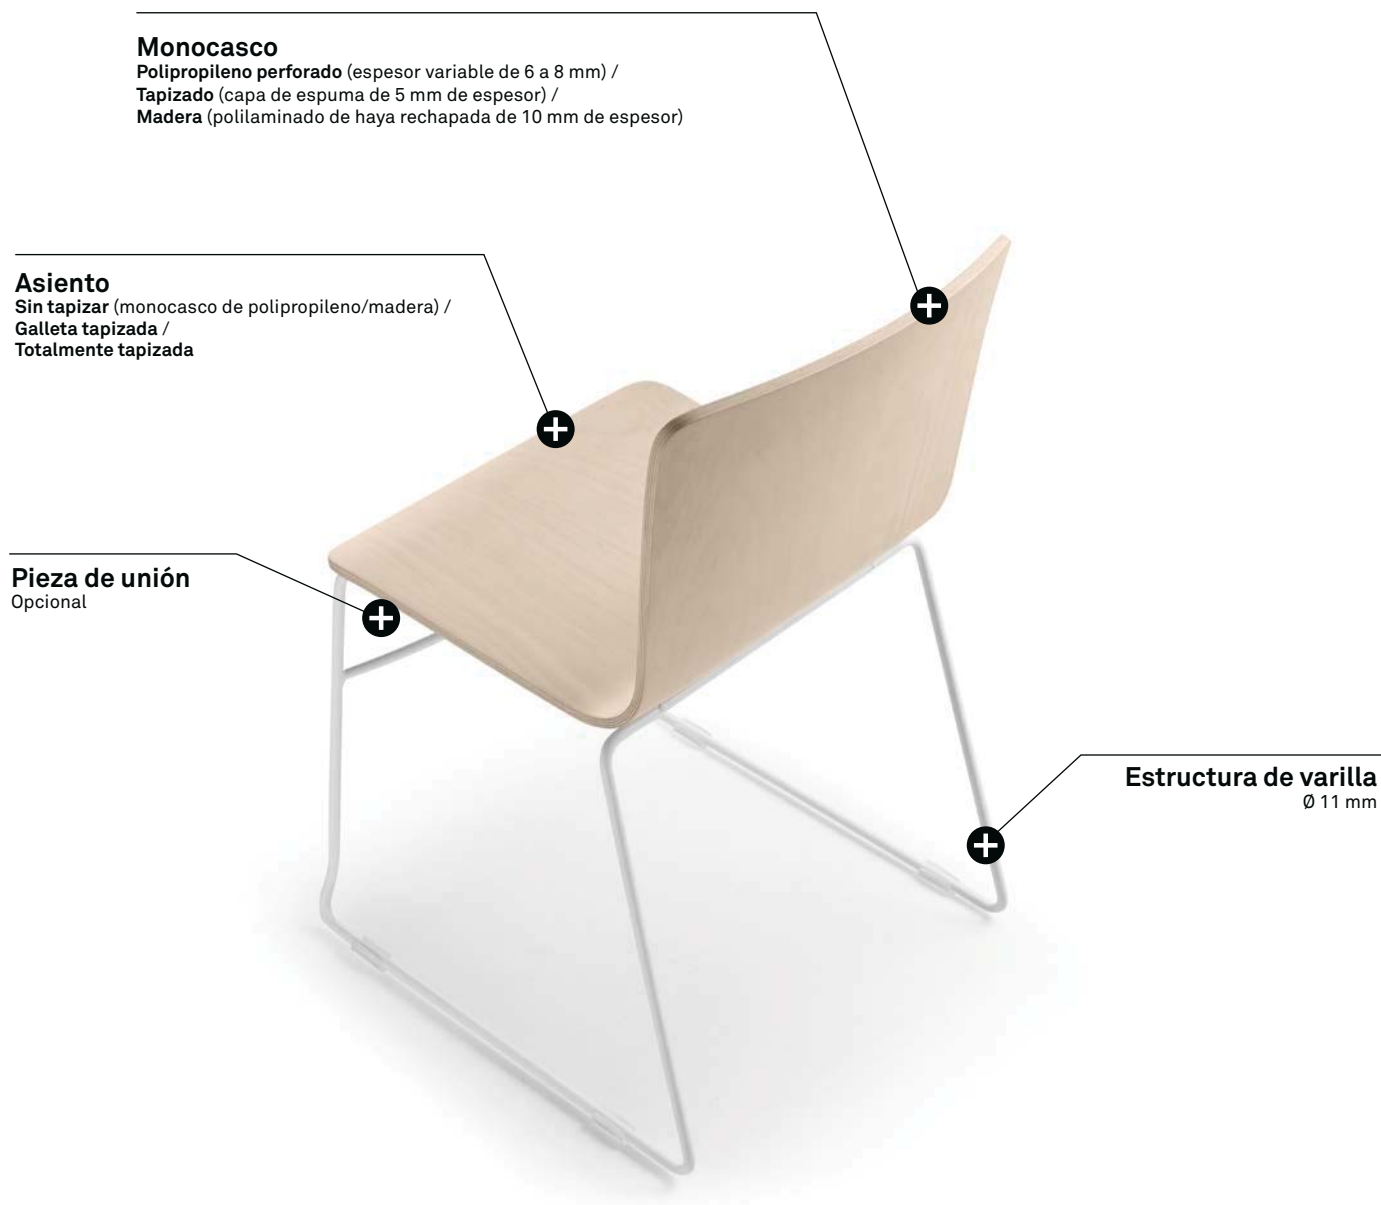 Monocasco
Polipropileno perforado (espesor variable de 6 a 8 mm) /
Tapizado (capa de espuma de 5 mm de espesor) /
Madera (polilaminado de haya rechapada de 10 mm de espesor)
Asiento
Sin tapizar (monocasco de polipropileno/madera) /
Galleta tapizada /
Totalmente tapizada
Pieza de unión
Opcional
Estructura de varilla
Ø 11 mm